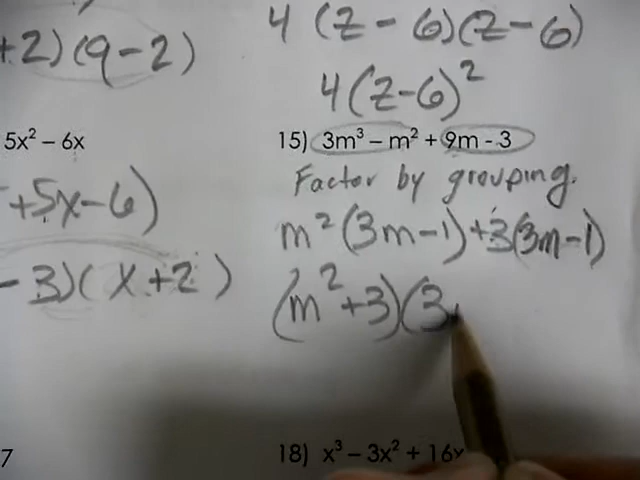 +2)(9-2)
4(z-6)(z-6)
4(z-6)²
5x² – 6x
15) 3m³ – m² + 9m - 3
Factor by grouping.
+5x-6)
m²(3m-1)+3(3m-1)
-3)(x+2)
(m²+3)(3
7
18) x³ – 3x² + 16x